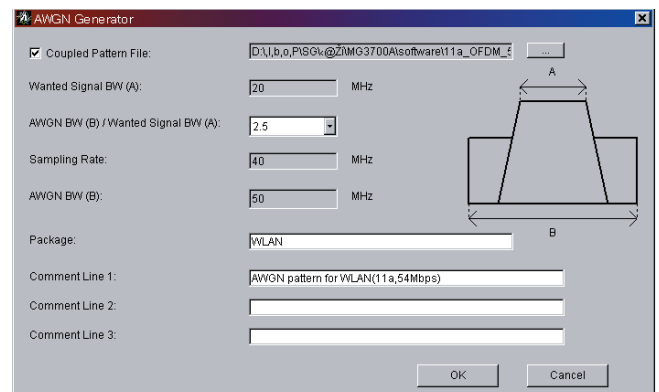 AWGN Generator
Coupled Pattern File: D:\,I,b,o,P\SG\‹@Ží\MG3700A\software\11a_OFDM_5 ...
Wanted Signal BW (A): 20 MHz
AWGN BW (B) / Wanted Signal BW (A): 2.5
Sampling Rate: 40 MHz
AWGN BW (B): 50 MHz
A
B
Package: WLAN
Comment Line 1: AWGN pattern for WLAN(11a,54Mbps)
Comment Line 2:
Comment Line 3:
OK Cancel